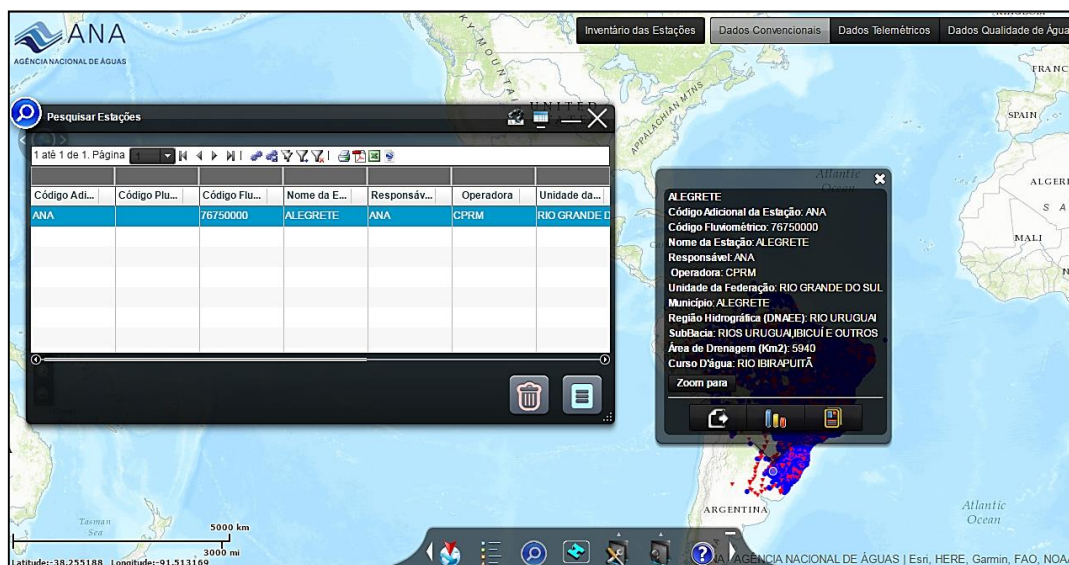 ANA
AGÊNCIA NACIONAL DE ÁGUAS
Inventário das Estações
Dados Convencionais
Dados Telemétricos
Dados Qualidade de Água
Pesquisar Estações
1 até 1 de 1. Página 1
Código Adi... Código Plu... Código Flu... Nome da E... Responsáv... Operadora Unidade da...
ANA 76750000 ALEGRETE ANA CPRM RIO GRANDE D
ALEGRETE
Código Adicional da Estação: ANA
Código Fluviométrico: 76750000
Nome da Estação: ALEGRETE
Responsável: ANA
Operadora: CPRM
Unidade da Federação: RIO GRANDE DO SUL
Município: ALEGRETE
Região Hidrográfica (DNAEE): RIO URUGUAI
SubBacia: RIOS URUGUAI,IBICUÍ E OUTROS
Área de Drenagem (Km2): 5940
Curso D'água: RIO IBIRAPUITÃ
Zoom para
APPALACHIAN MTNS
UNITED
FRANC
SPAIN
ALGERI
S A
MALI
N
Atlantic
ARGENTINA
Atlantic
Ocean
Tasman
Sea
5000 km
3000 mi
Latitude:-38.255188 Longitude:-91.513169
AGÊNCIA NACIONAL DE ÁGUAS | Esri, HERE, Garmin, FAO, NOA